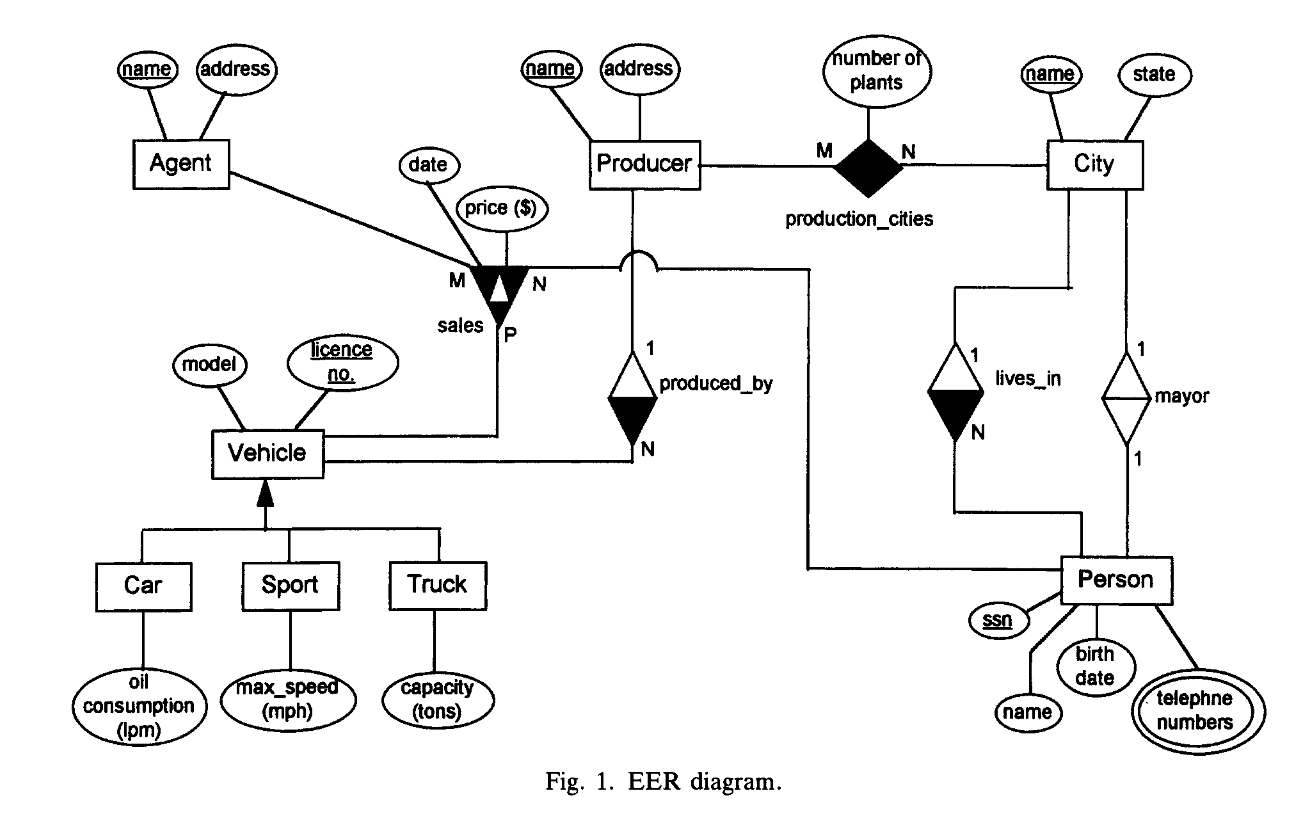 name
address
name
address
number of
plants
name
state
Agent
date
Producer
M
N
City
price ($)
production_cities
M
N
sales
P
model
licence
no.
1
produced_by
N
1
lives_in
N
1
mayor
1
Vehicle
Car
Sport
Truck
Person
ssn
birth
date
name
telephne
numbers
oil
consumption
(lpm)
max_speed
(mph)
capacity
(tons)
Fig. 1. EER diagram.